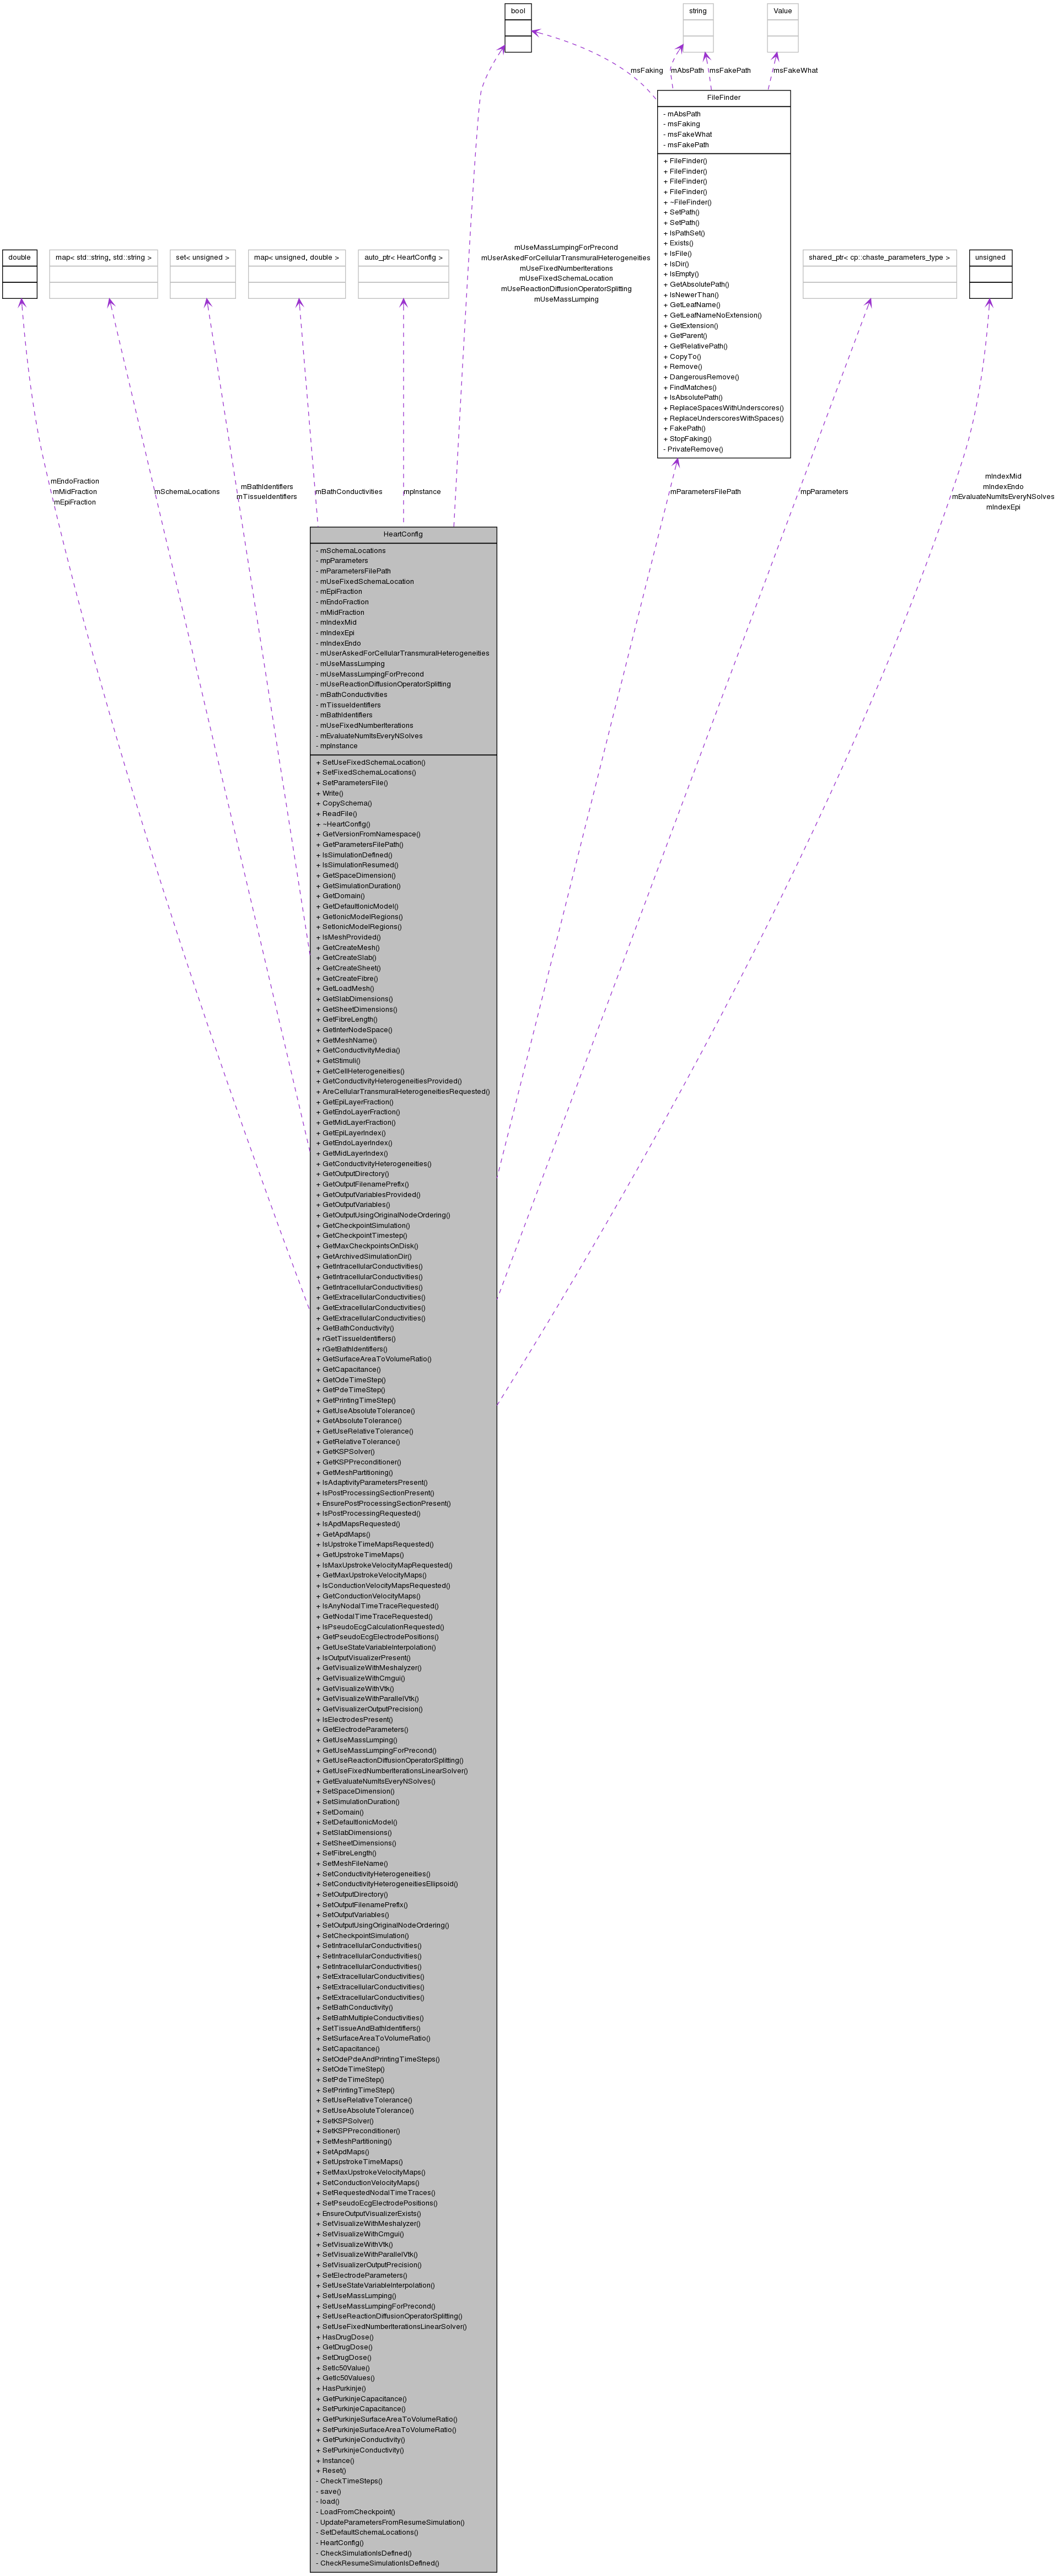 bool
string
Value
msFaking
mAbsPath
msFakePath
msFakeWhat
FileFinder
- mAbsPath
- msFaking
- msFakeWhat
- msFakePath
+ FileFinder()
+ FileFinder()
+ FileFinder()
+ FileFinder()
+ ~FileFinder()
+ SetPath()
+ SetPath()
+ IsPathSet()
+ Exists()
+ IsFile()
+ IsDir()
+ IsEmpty()
+ GetAbsolutePath()
+ IsNewerThan()
+ GetLeafName()
+ GetLeafNameNoExtension()
+ GetExtension()
+ GetParent()
+ GetRelativePath()
+ CopyTo()
+ Remove()
+ DangerousRemove()
+ FindMatches()
+ IsAbsolutePath()
+ ReplaceSpacesWithUnderscores()
+ ReplaceUnderscoresWithSpaces()
+ FakePath()
+ StopFaking()
- PrivateRemove()
double
map< std::string, std::string >
set< unsigned >
map< unsigned, double >
auto_ptr< HeartConfig >
mUseMassLumpingForPrecond
mUserAskedForCellularTransmuralHeterogeneities
mUseFixedNumberIterations
mUseFixedSchemaLocation
mUseReactionDiffusionOperatorSplitting
mUseMassLumping
shared_ptr< cp::chaste_parameters_type >
unsigned
mEndoFraction
mMidFraction
mEpiFraction
mSchemaLocations
mBathIdentifiers
mTissueIdentifiers
mBathConductivities
mpInstance
mParametersFilePath
mpParameters
mIndexMid
mIndexEndo
mEvaluateNumItsEveryNSolves
mIndexEpi
HeartConfig
- mSchemaLocations
- mpParameters
- mParametersFilePath
- mUseFixedSchemaLocation
- mEpiFraction
- mEndoFraction
- mMidFraction
- mIndexMid
- mIndexEpi
- mIndexEndo
- mUserAskedForCellularTransmuralHeterogeneities
- mUseMassLumping
- mUseMassLumpingForPrecond
- mUseReactionDiffusionOperatorSplitting
- mBathConductivities
- mTissueIdentifiers
- mBathIdentifiers
- mUseFixedNumberIterations
- mEvaluateNumItsEveryNSolves
- mpInstance
+ SetUseFixedSchemaLocation()
+ SetFixedSchemaLocations()
+ SetParametersFile()
+ Write()
+ CopySchema()
+ ReadFile()
+ ~HeartConfig()
+ GetVersionFromNamespace()
+ GetParametersFilePath()
+ IsSimulationDefined()
+ IsSimulationResumed()
+ GetSpaceDimension()
+ GetSimulationDuration()
+ GetDomain()
+ GetDefaultIonicModel()
+ GetIonicModelRegions()
+ SetIonicModelRegions()
+ IsMeshProvided()
+ GetCreateMesh()
+ GetCreateSlab()
+ GetCreateSheet()
+ GetCreateFibre()
+ GetLoadMesh()
+ GetSlabDimensions()
+ GetSheetDimensions()
+ GetFibreLength()
+ GetInterNodeSpace()
+ GetMeshName()
+ GetConductivityMedia()
+ GetStimuli()
+ GetCellHeterogeneities()
+ GetConductivityHeterogeneitiesProvided()
+ AreCellularTransmuralHeterogeneitiesRequested()
+ GetEpiLayerFraction()
+ GetEndoLayerFraction()
+ GetMidLayerFraction()
+ GetEpiLayerIndex()
+ GetEndoLayerIndex()
+ GetMidLayerIndex()
+ GetConductivityHeterogeneities()
+ GetOutputDirectory()
+ GetOutputFilenamePrefix()
+ GetOutputVariablesProvided()
+ GetOutputVariables()
+ GetOutputUsingOriginalNodeOrdering()
+ GetCheckpointSimulation()
+ GetCheckpointTimestep()
+ GetMaxCheckpointsOnDisk()
+ GetArchivedSimulationDir()
+ GetIntracellularConductivities()
+ GetIntracellularConductivities()
+ GetIntracellularConductivities()
+ GetExtracellularConductivities()
+ GetExtracellularConductivities()
+ GetExtracellularConductivities()
+ GetBathConductivity()
+ rGetTissueIdentifiers()
+ rGetBathIdentifiers()
+ GetSurfaceAreaToVolumeRatio()
+ GetCapacitance()
+ GetOdeTimeStep()
+ GetPdeTimeStep()
+ GetPrintingTimeStep()
+ GetUseAbsoluteTolerance()
+ GetAbsoluteTolerance()
+ GetUseRelativeTolerance()
+ GetRelativeTolerance()
+ GetKSPSolver()
+ GetKSPPreconditioner()
+ GetMeshPartitioning()
+ IsAdaptivityParametersPresent()
+ IsPostProcessingSectionPresent()
+ EnsurePostProcessingSectionPresent()
+ IsPostProcessingRequested()
+ IsApdMapsRequested()
+ GetApdMaps()
+ IsUpstrokeTimeMapsRequested()
+ GetUpstrokeTimeMaps()
+ IsMaxUpstrokeVelocityMapRequested()
+ GetMaxUpstrokeVelocityMaps()
+ IsConductionVelocityMapsRequested()
+ GetConductionVelocityMaps()
+ IsAnyNodalTimeTraceRequested()
+ GetNodalTimeTraceRequested()
+ IsPseudoEcgCalculationRequested()
+ GetPseudoEcgElectrodePositions()
+ GetUseStateVariableInterpolation()
+ IsOutputVisualizerPresent()
+ GetVisualizeWithMeshalyzer()
+ GetVisualizeWithCmgui()
+ GetVisualizeWithVtk()
+ GetVisualizeWithParallelVtk()
+ GetVisualizerOutputPrecision()
+ IsElectrodesPresent()
+ GetElectrodeParameters()
+ GetUseMassLumping()
+ GetUseMassLumpingForPrecond()
+ GetUseReactionDiffusionOperatorSplitting()
+ GetUseFixedNumberIterationsLinearSolver()
+ GetEvaluateNumItsEveryNSolves()
+ SetSpaceDimension()
+ SetSimulationDuration()
+ SetDomain()
+ SetDefaultIonicModel()
+ SetSlabDimensions()
+ SetSheetDimensions()
+ SetFibreLength()
+ SetMeshFileName()
+ SetConductivityHeterogeneities()
+ SetConductivityHeterogeneitiesEllipsoid()
+ SetOutputDirectory()
+ SetOutputFilenamePrefix()
+ SetOutputVariables()
+ SetOutputUsingOriginalNodeOrdering()
+ SetCheckpointSimulation()
+ SetIntracellularConductivities()
+ SetIntracellularConductivities()
+ SetIntracellularConductivities()
+ SetExtracellularConductivities()
+ SetExtracellularConductivities()
+ SetExtracellularConductivities()
+ SetBathConductivity()
+ SetBathMultipleConductivities()
+ SetTissueAndBathIdentifiers()
+ SetSurfaceAreaToVolumeRatio()
+ SetCapacitance()
+ SetOdePdeAndPrintingTimeSteps()
+ SetOdeTimeStep()
+ SetPdeTimeStep()
+ SetPrintingTimeStep()
+ SetUseRelativeTolerance()
+ SetUseAbsoluteTolerance()
+ SetKSPSolver()
+ SetKSPPreconditioner()
+ SetMeshPartitioning()
+ SetApdMaps()
+ SetUpstrokeTimeMaps()
+ SetMaxUpstrokeVelocityMaps()
+ SetConductionVelocityMaps()
+ SetRequestedNodalTimeTraces()
+ SetPseudoEcgElectrodePositions()
+ EnsureOutputVisualizerExists()
+ SetVisualizeWithMeshalyzer()
+ SetVisualizeWithCmgui()
+ SetVisualizeWithVtk()
+ SetVisualizeWithParallelVtk()
+ SetVisualizerOutputPrecision()
+ SetElectrodeParameters()
+ SetUseStateVariableInterpolation()
+ SetUseMassLumping()
+ SetUseMassLumpingForPrecond()
+ SetUseReactionDiffusionOperatorSplitting()
+ SetUseFixedNumberIterationsLinearSolver()
+ HasDrugDose()
+ GetDrugDose()
+ SetDrugDose()
+ SetIc50Value()
+ GetIc50Values()
+ HasPurkinje()
+ GetPurkinjeCapacitance()
+ SetPurkinjeCapacitance()
+ GetPurkinjeSurfaceAreaToVolumeRatio()
+ SetPurkinjeSurfaceAreaToVolumeRatio()
+ GetPurkinjeConductivity()
+ SetPurkinjeConductivity()
+ Instance()
+ Reset()
- CheckTimeSteps()
- save()
- load()
- LoadFromCheckpoint()
- UpdateParametersFromResumeSimulation()
- SetDefaultSchemaLocations()
- HeartConfig()
- CheckSimulationIsDefined()
- CheckResumeSimulationIsDefined()